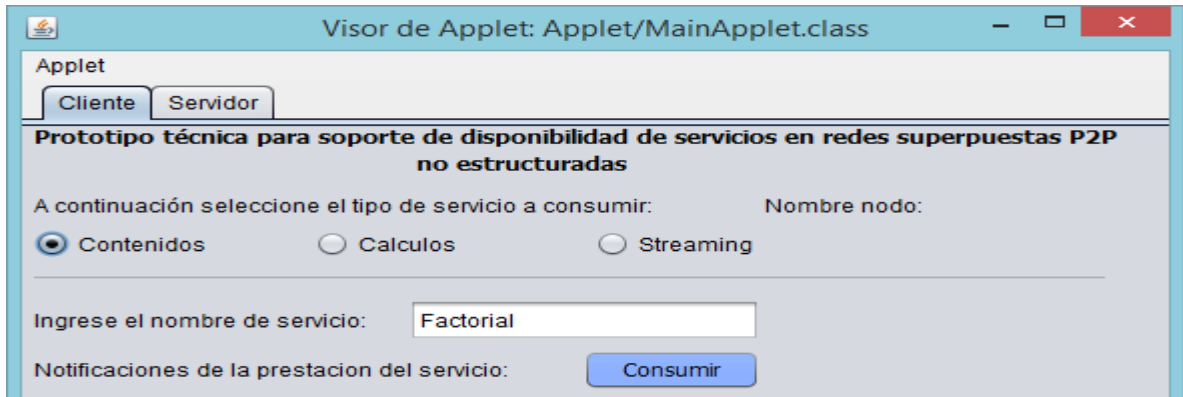 Visor de Applet: Applet/MainApplet.class
Applet
Cliente Servidor
Prototipo técnica para soporte de disponibilidad de servicios en redes superpuestas P2P
no estructuradas
A continuación seleccione el tipo de servicio a consumir: Nombre nodo:
Contenidos Calculos Streaming
Ingrese el nombre de servicio: Factorial
Notificaciones de la prestacion del servicio: Consumir